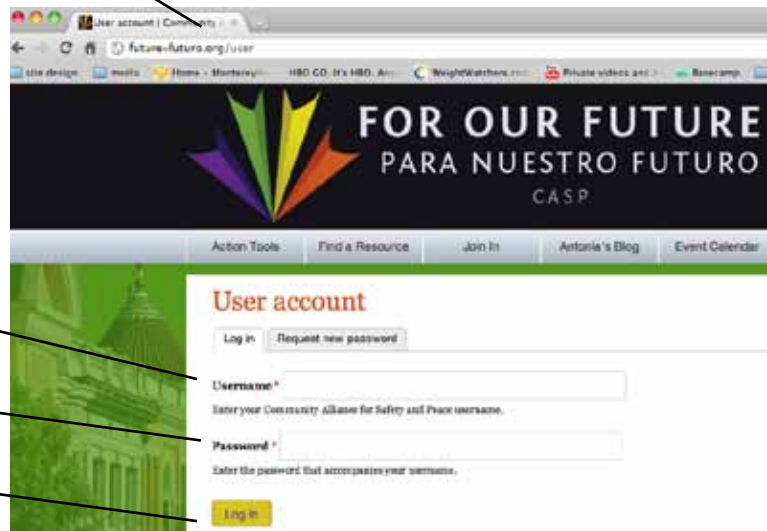 User account | Community
future-futuro.org/user
site design media Home - Monterey HBO GO. It's HBO. WeightWatchers Private videos and Basecamp
FOR OUR FUTURE
PARA NUESTRO FUTURO
CASP
Action Tools Find a Resource Join In Antonia's Blog Event Calendar
User account
Log in Request new password
Username *
Enter your Community Alliance for Safety and Peace username.
Password *
Enter the password that accompanies your username.
Log in